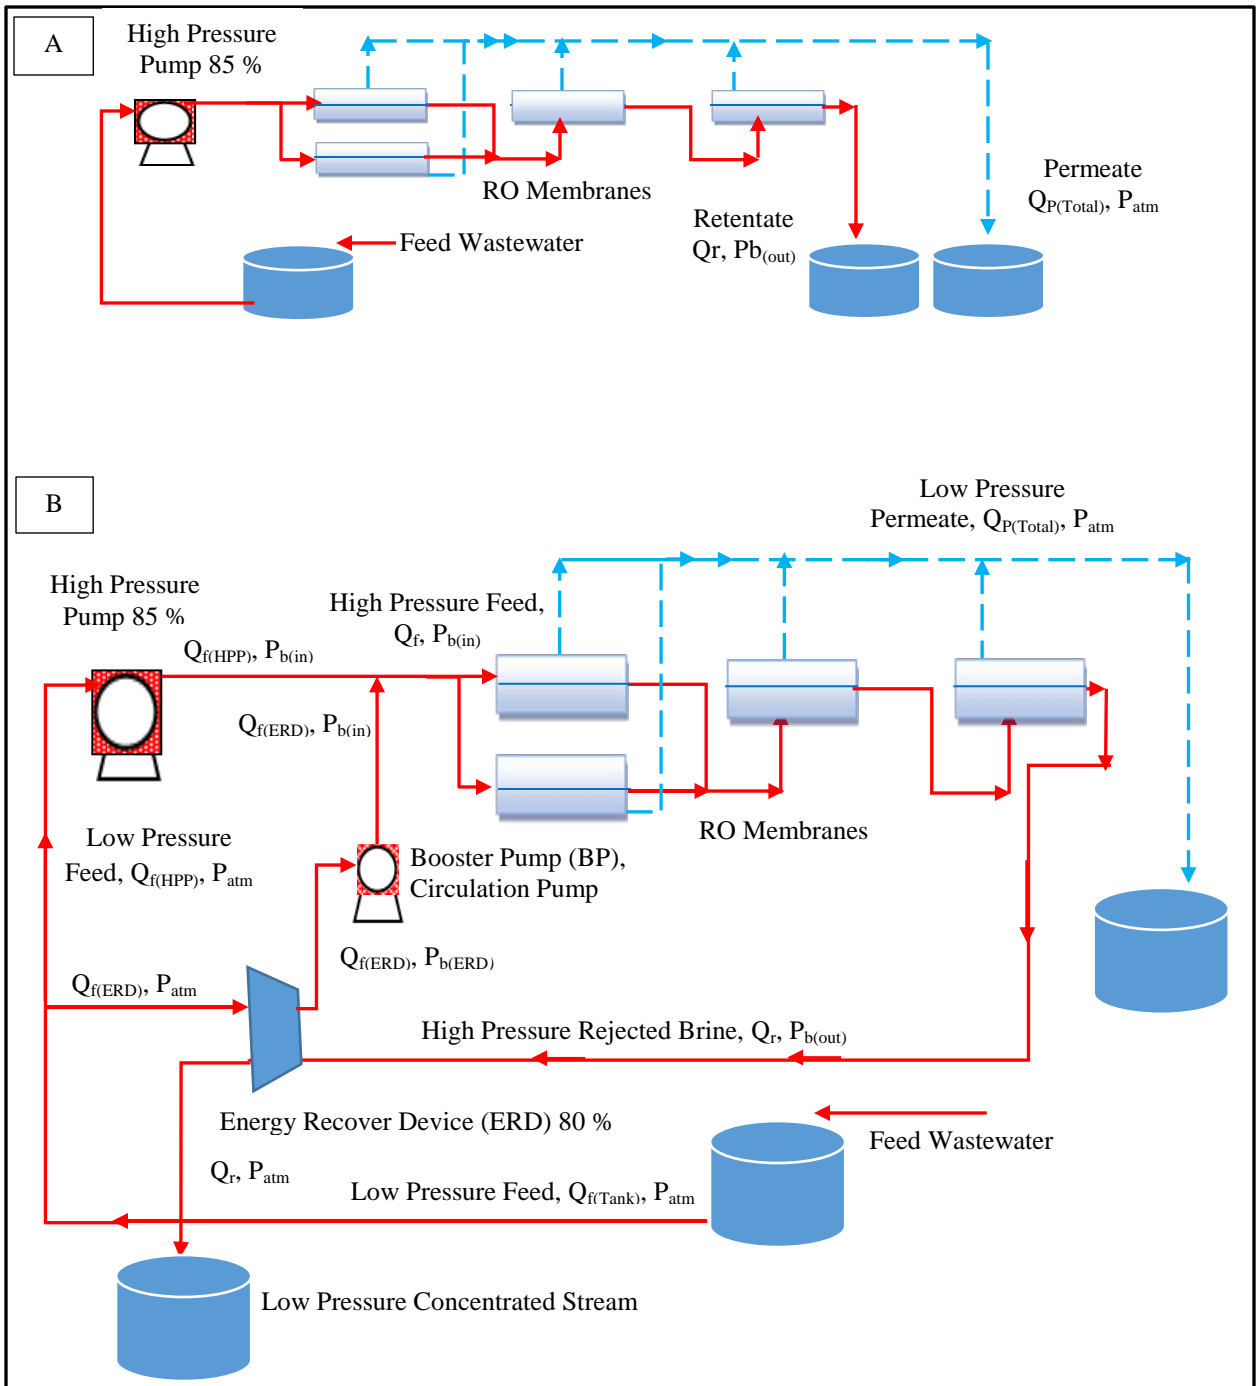 A
High Pressure
Pump 85 %
RO Membranes
Feed Wastewater
Retentate
Qr, Pb(out)
Permeate
QP(Total), Patm
B
Low Pressure
Permeate, QP(Total), Patm
High Pressure
Pump 85 %
High Pressure Feed,
Qf, Pb(in)
Qf(HPP), Pb(in)
Qf(ERD), Pb(in)
RO Membranes
Low Pressure
Feed, Qf(HPP), Patm
Booster Pump (BP),
Circulation Pump
Qf(ERD), Pb(ERD)
Qf(ERD), Patm
High Pressure Rejected Brine, Qr, Pb(out)
Energy Recover Device (ERD) 80 %
Feed Wastewater
Qr, Patm
Low Pressure Feed, Qf(Tank), Patm
Low Pressure Concentrated Stream